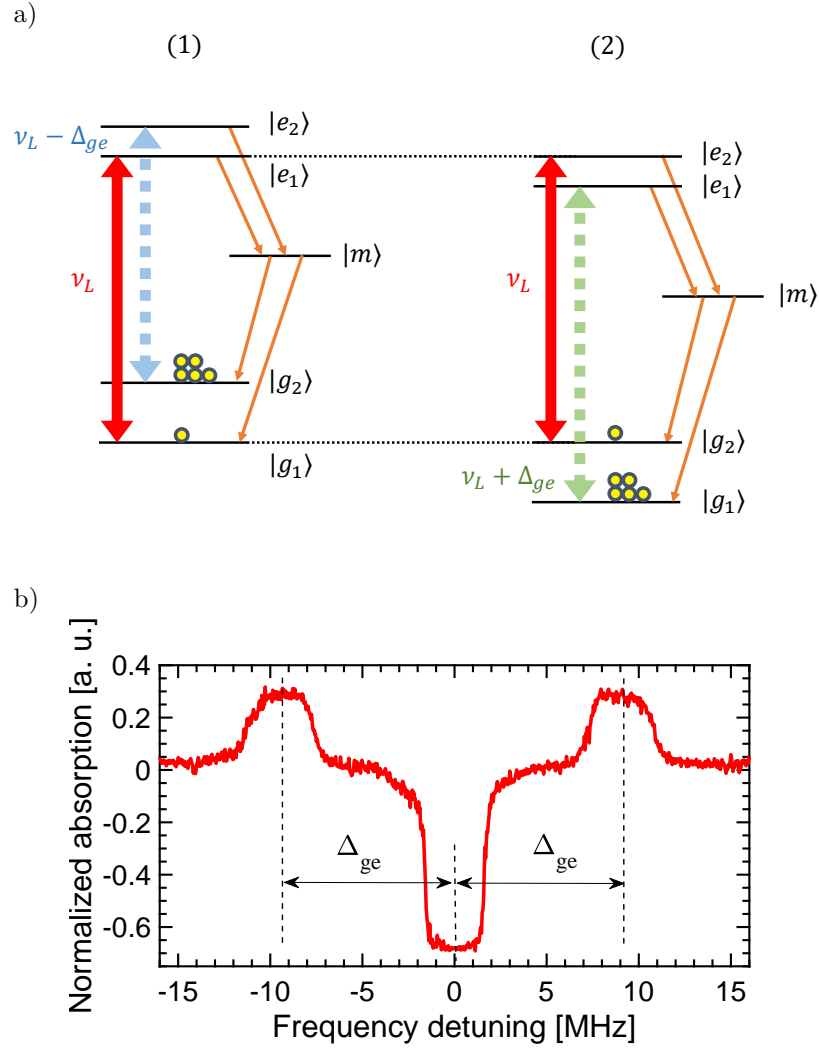 a)
(1) (2)
|e₂⟩
ν_L − Δ_ge |e₂⟩
|e₁⟩ |e₁⟩
|m⟩
ν_L ν_L |m⟩
|g₂⟩ |g₂⟩
|g₁⟩ ν_L + Δ_ge |g₁⟩
b)
Normalized absorption [a. u.]
0.4
0.2
0
-0.2
Δ_ge Δ_ge
-0.4
-0.6
-15 -10 -5 0 5 10 15
Frequency detuning [MHz]